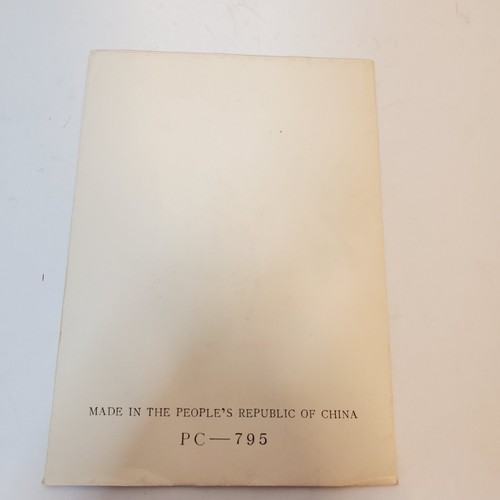 MADE IN THE PEOPLE'S REPUBLIC OF CHINA
PC—795